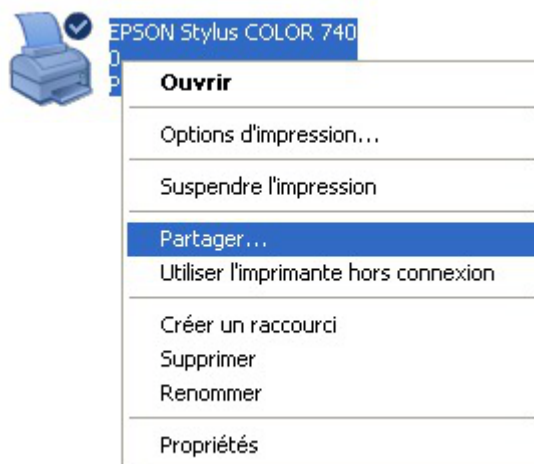 EPSON Stylus COLOR 740
0
P
Ouvrir
Options d'impression...
Suspendre l'impression
Partager...
Utiliser l'imprimante hors connexion
Créer un raccourci
Supprimer
Renommer
Propriétés